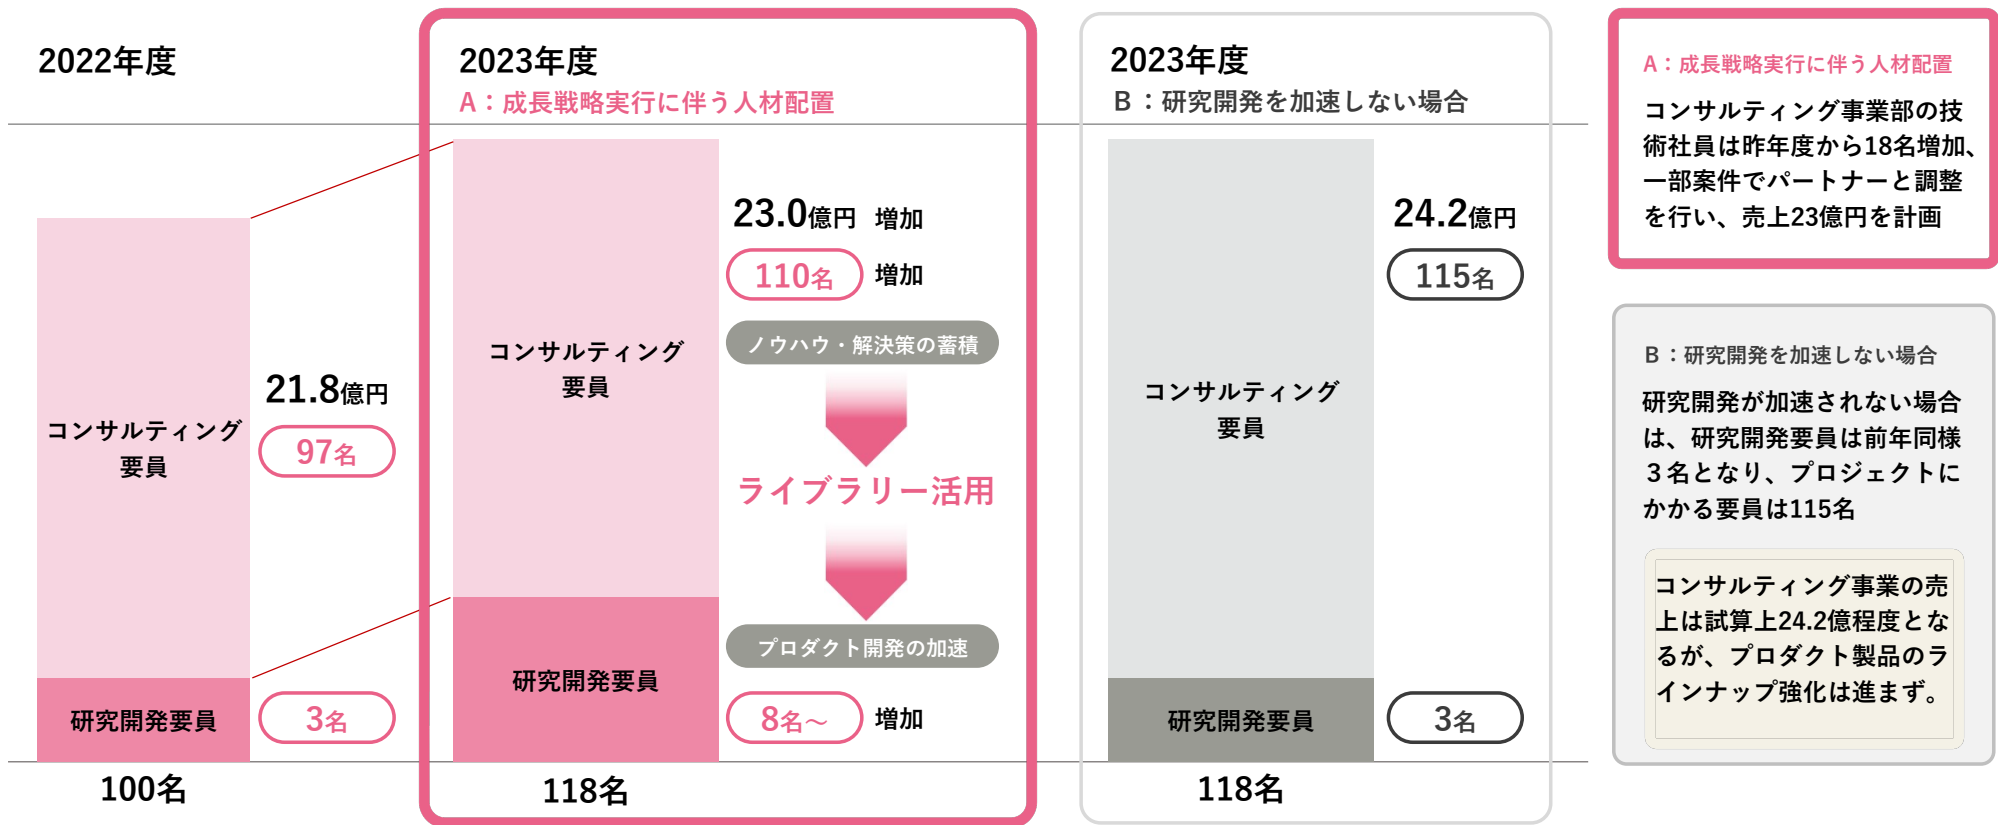 2022年度
コンサルティング
要員
21.8億円
97名
研究開発要員
3名
100名
2023年度
A：成長戦略実行に伴う人材配置
コンサルティング
要員
23.0億円 増加
110名 増加
ノウハウ・解決策の蓄積
ライブラリー活用
プロダクト開発の加速
研究開発要員
8名～ 増加
118名
2023年度
B：研究開発を加速しない場合
コンサルティング
要員
24.2億円
115名
研究開発要員
3名
118名
A：成長戦略実行に伴う人材配置
コンサルティング事業部の技
術社員は昨年度から18名増加、
一部案件でパートナーと調整
を行い、売上23億円を計画
B：研究開発を加速しない場合
研究開発が加速されない場合
は、研究開発要員は前年同様
３名となり、プロジェクトに
かかる要員は115名
コンサルティング事業の売
上は試算上24.2億程度とな
るが、プロダクト製品のラ
インナップ強化は進まず。